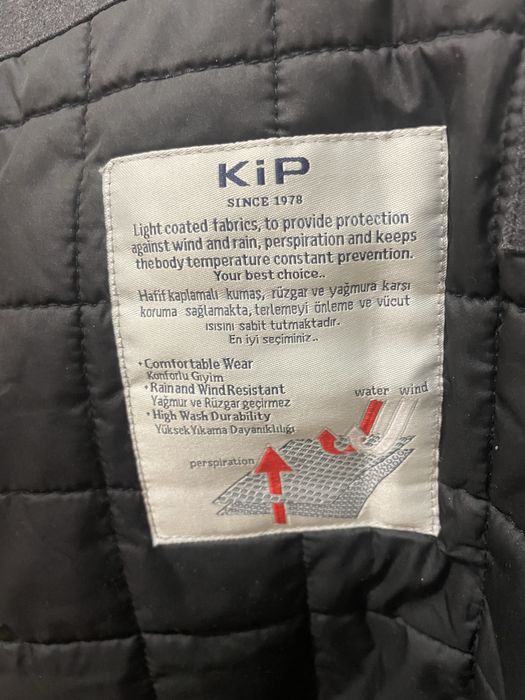 KiP
SINCE 1978
Light coated fabrics, to provide protection
against wind and rain, perspiration and keeps
the body temperature constant prevention.
Your best choice..
Hafif kaplamalı kumaş, rüzgar ve yağmura karşı
koruma sağlamakta, terlemeyi önleme ve vücut
ısısını sabit tutmaktadır.
En iyi seçiminiz..
• Comfortable Wear
Konforlu Giyim
• Rain and Wind Resistant
Yağmur ve Rüzgar geçirmez
• High Wash Durability
Yüksek Yıkama Dayanıklılığı
water wind
perspiration